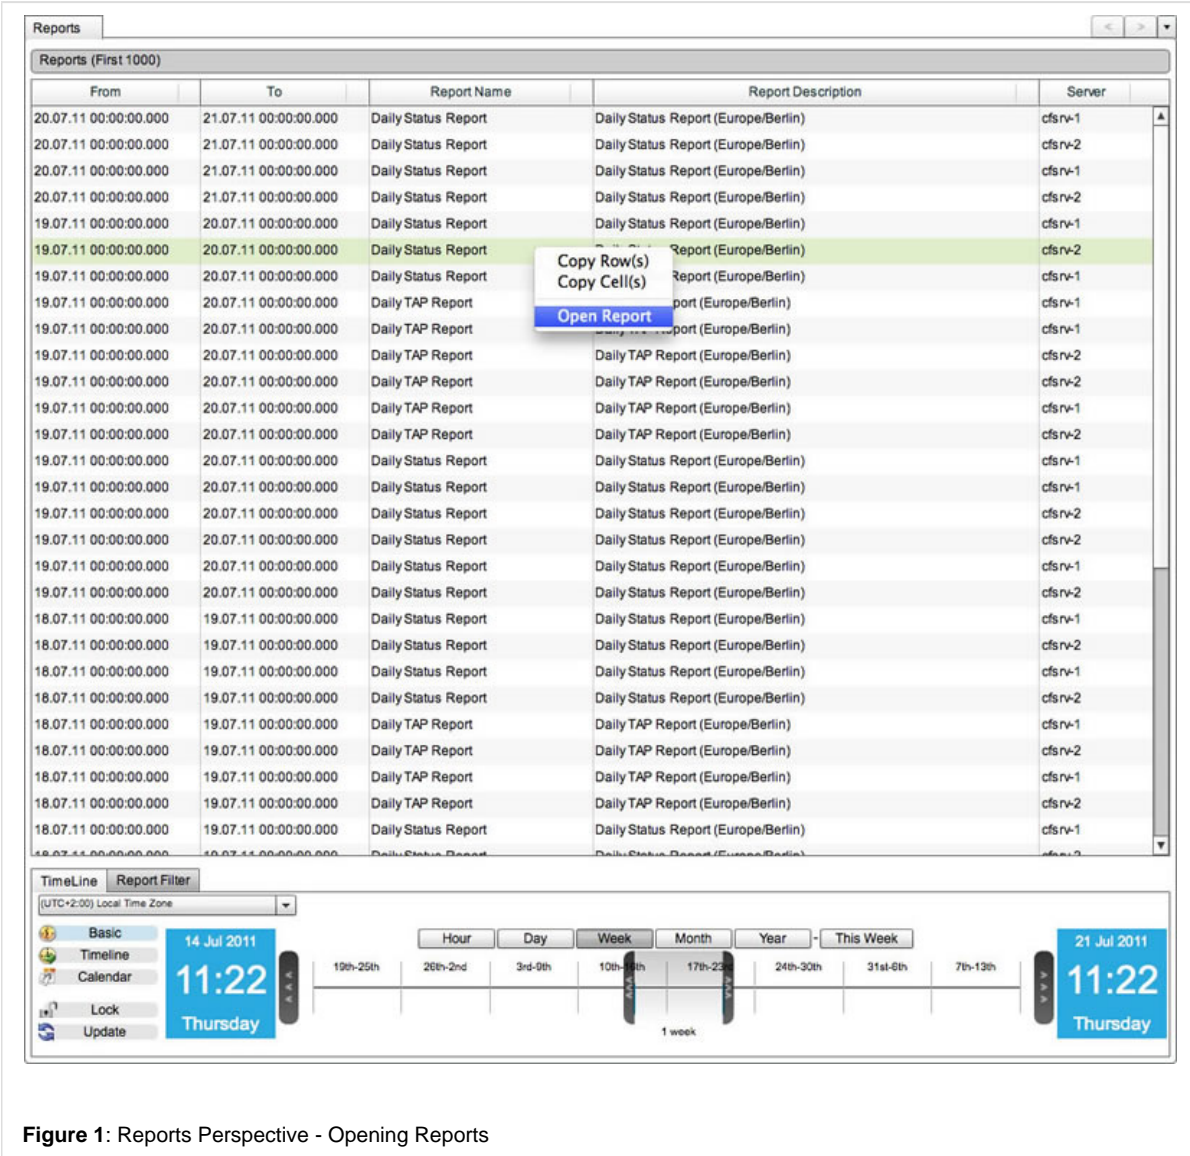 Reports
< >
Reports (First 1000)
From To Report Name Report Description Server
20.07.11 00:00:00.000 21.07.11 00:00:00.000 Daily Status Report Daily Status Report (Europe/Berlin) cfsrv-1
20.07.11 00:00:00.000 21.07.11 00:00:00.000 Daily Status Report Daily Status Report (Europe/Berlin) cfsrv-2
20.07.11 00:00:00.000 21.07.11 00:00:00.000 Daily Status Report Daily Status Report (Europe/Berlin) cfsrv-1
20.07.11 00:00:00.000 21.07.11 00:00:00.000 Daily Status Report Daily Status Report (Europe/Berlin) cfsrv-2
19.07.11 00:00:00.000 20.07.11 00:00:00.000 Daily Status Report Daily Status Report (Europe/Berlin) cfsrv-1
19.07.11 00:00:00.000 20.07.11 00:00:00.000 Daily Status Report Report (Europe/Berlin) cfsrv-2
Copy Row(s)
19.07.11 00:00:00.000 20.07.11 00:00:00.000 Daily Status Report Report (Europe/Berlin) cfsrv-1
Copy Cell(s)
19.07.11 00:00:00.000 20.07.11 00:00:00.000 Daily TAP Report port (Europe/Berlin) cfsrv-1
Open Report
19.07.11 00:00:00.000 20.07.11 00:00:00.000 Daily TAP Report port (Europe/Berlin) cfsrv-1
19.07.11 00:00:00.000 20.07.11 00:00:00.000 Daily TAP Report Daily TAP Report (Europe/Berlin) cfsrv-2
19.07.11 00:00:00.000 20.07.11 00:00:00.000 Daily TAP Report Daily TAP Report (Europe/Berlin) cfsrv-2
19.07.11 00:00:00.000 20.07.11 00:00:00.000 Daily TAP Report Daily TAP Report (Europe/Berlin) cfsrv-1
19.07.11 00:00:00.000 20.07.11 00:00:00.000 Daily TAP Report Daily TAP Report (Europe/Berlin) cfsrv-2
19.07.11 00:00:00.000 20.07.11 00:00:00.000 Daily Status Report Daily Status Report (Europe/Berlin) cfsrv-1
19.07.11 00:00:00.000 20.07.11 00:00:00.000 Daily Status Report Daily Status Report (Europe/Berlin) cfsrv-1
19.07.11 00:00:00.000 20.07.11 00:00:00.000 Daily Status Report Daily Status Report (Europe/Berlin) cfsrv-2
19.07.11 00:00:00.000 20.07.11 00:00:00.000 Daily Status Report Daily Status Report (Europe/Berlin) cfsrv-2
19.07.11 00:00:00.000 20.07.11 00:00:00.000 Daily Status Report Daily Status Report (Europe/Berlin) cfsrv-1
19.07.11 00:00:00.000 20.07.11 00:00:00.000 Daily Status Report Daily Status Report (Europe/Berlin) cfsrv-2
18.07.11 00:00:00.000 19.07.11 00:00:00.000 Daily Status Report Daily Status Report (Europe/Berlin) cfsrv-1
18.07.11 00:00:00.000 19.07.11 00:00:00.000 Daily Status Report Daily Status Report (Europe/Berlin) cfsrv-2
18.07.11 00:00:00.000 19.07.11 00:00:00.000 Daily Status Report Daily Status Report (Europe/Berlin) cfsrv-1
18.07.11 00:00:00.000 19.07.11 00:00:00.000 Daily Status Report Daily Status Report (Europe/Berlin) cfsrv-2
18.07.11 00:00:00.000 19.07.11 00:00:00.000 Daily TAP Report Daily TAP Report (Europe/Berlin) cfsrv-1
18.07.11 00:00:00.000 19.07.11 00:00:00.000 Daily TAP Report Daily TAP Report (Europe/Berlin) cfsrv-2
18.07.11 00:00:00.000 19.07.11 00:00:00.000 Daily TAP Report Daily TAP Report (Europe/Berlin) cfsrv-1
18.07.11 00:00:00.000 19.07.11 00:00:00.000 Daily TAP Report Daily TAP Report (Europe/Berlin) cfsrv-2
18.07.11 00:00:00.000 19.07.11 00:00:00.000 Daily Status Report Daily Status Report (Europe/Berlin) cfsrv-1
18.07.11 00:00:00.000 19.07.11 00:00:00.000 Daily Status Report Daily Status Report (Europe/Berlin) cfsrv-2
TimeLine Report Filter
(UTC+2:00) Local Time Zone
Basic
Timeline
Calendar
Lock
Update
14 Jul 2011
11:22
Thursday
Hour Day Week Month Year - This Week
19th-25th 26th-2nd 3rd-9th 10th-16th 17th-23rd 24th-30th 31st-6th 7th-13th
1 week
21 Jul 2011
11:22
Thursday
Figure 1: Reports Perspective - Opening Reports